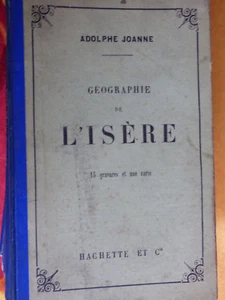 ADOLPHE JOANNE
GÉOGRAPHIE
DE
L'ISÈRE
15 gravures et une carte
HACHETTE ET Cie